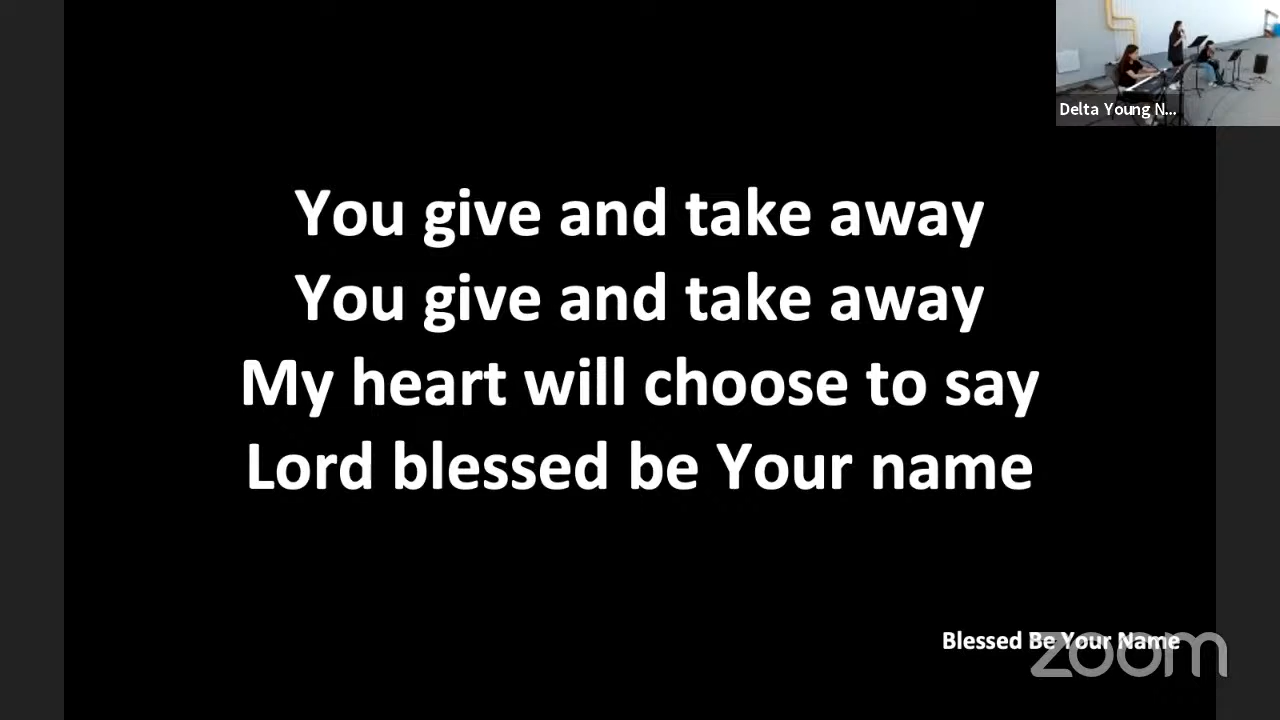 Delta Young N...
You give and take away
You give and take away
My heart will choose to say
Lord blessed be Your name
Blessed Be Your Name
zoom